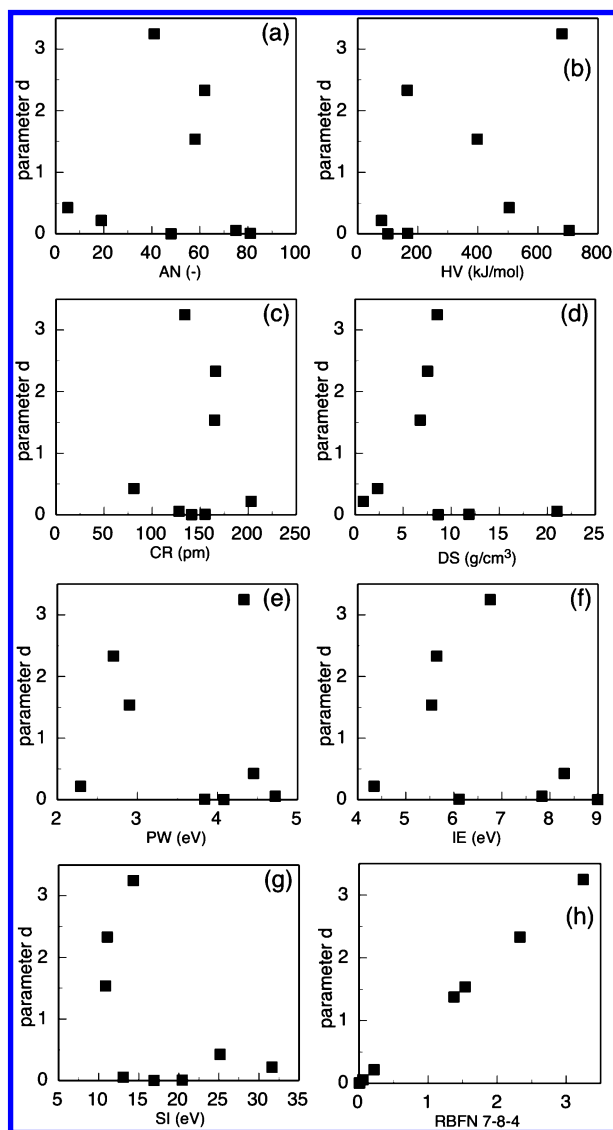 (a)
parameter d
3
2
1
0
0 20 40 60 80 100
AN (-)
(b)
parameter d
3
2
1
0
0 200 400 600 800
HV (kJ/mol)
(c)
parameter d
3
2
1
0
0 50 100 150 200 250
CR (pm)
(d)
parameter d
3
2
1
0
0 5 10 15 20 25
DS (g/cm³)
(e)
parameter d
3
2
1
0
2 3 4 5
PW (eV)
(f)
parameter d
3
2
1
0
4 5 6 7 8 9
IE (eV)
(g)
parameter d
3
2
1
0
5 10 15 20 25 30 35
SI (eV)
(h)
parameter d
3
2
1
0
0 1 2 3
RBFN 7-8-4